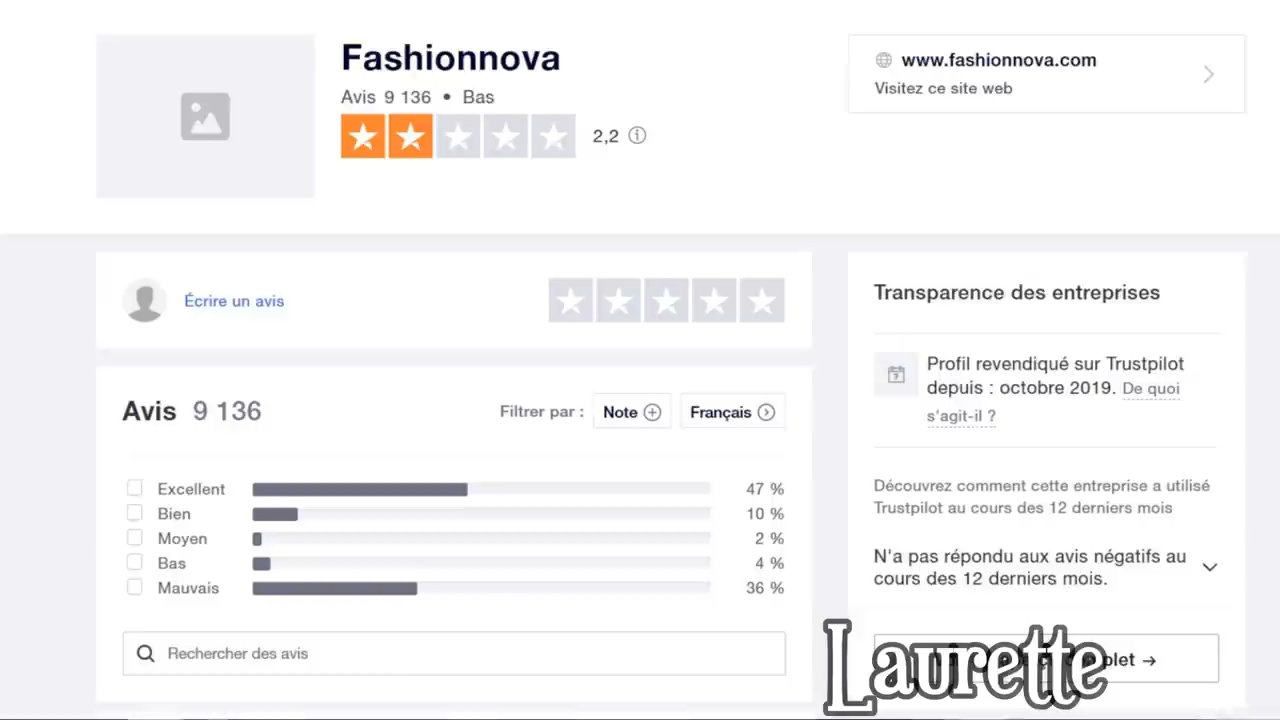 Fashionnova
Avis 9 136 • Bas
2,2
www.fashionnova.com
Visitez ce site web
Écrire un avis
Avis 9 136
Filtrer par :
Note
Français
Excellent 47 %
Bien 10 %
Moyen 2 %
Bas 4 %
Mauvais 36 %
Rechercher des avis
Transparence des entreprises
Profil revendiqué sur Trustpilot
depuis : octobre 2019. De quoi
s'agit-il ?
Découvrez comment cette entreprise a utilisé
Trustpilot au cours des 12 derniers mois
N'a pas répondu aux avis négatifs au
cours des 12 derniers mois.
Laurette